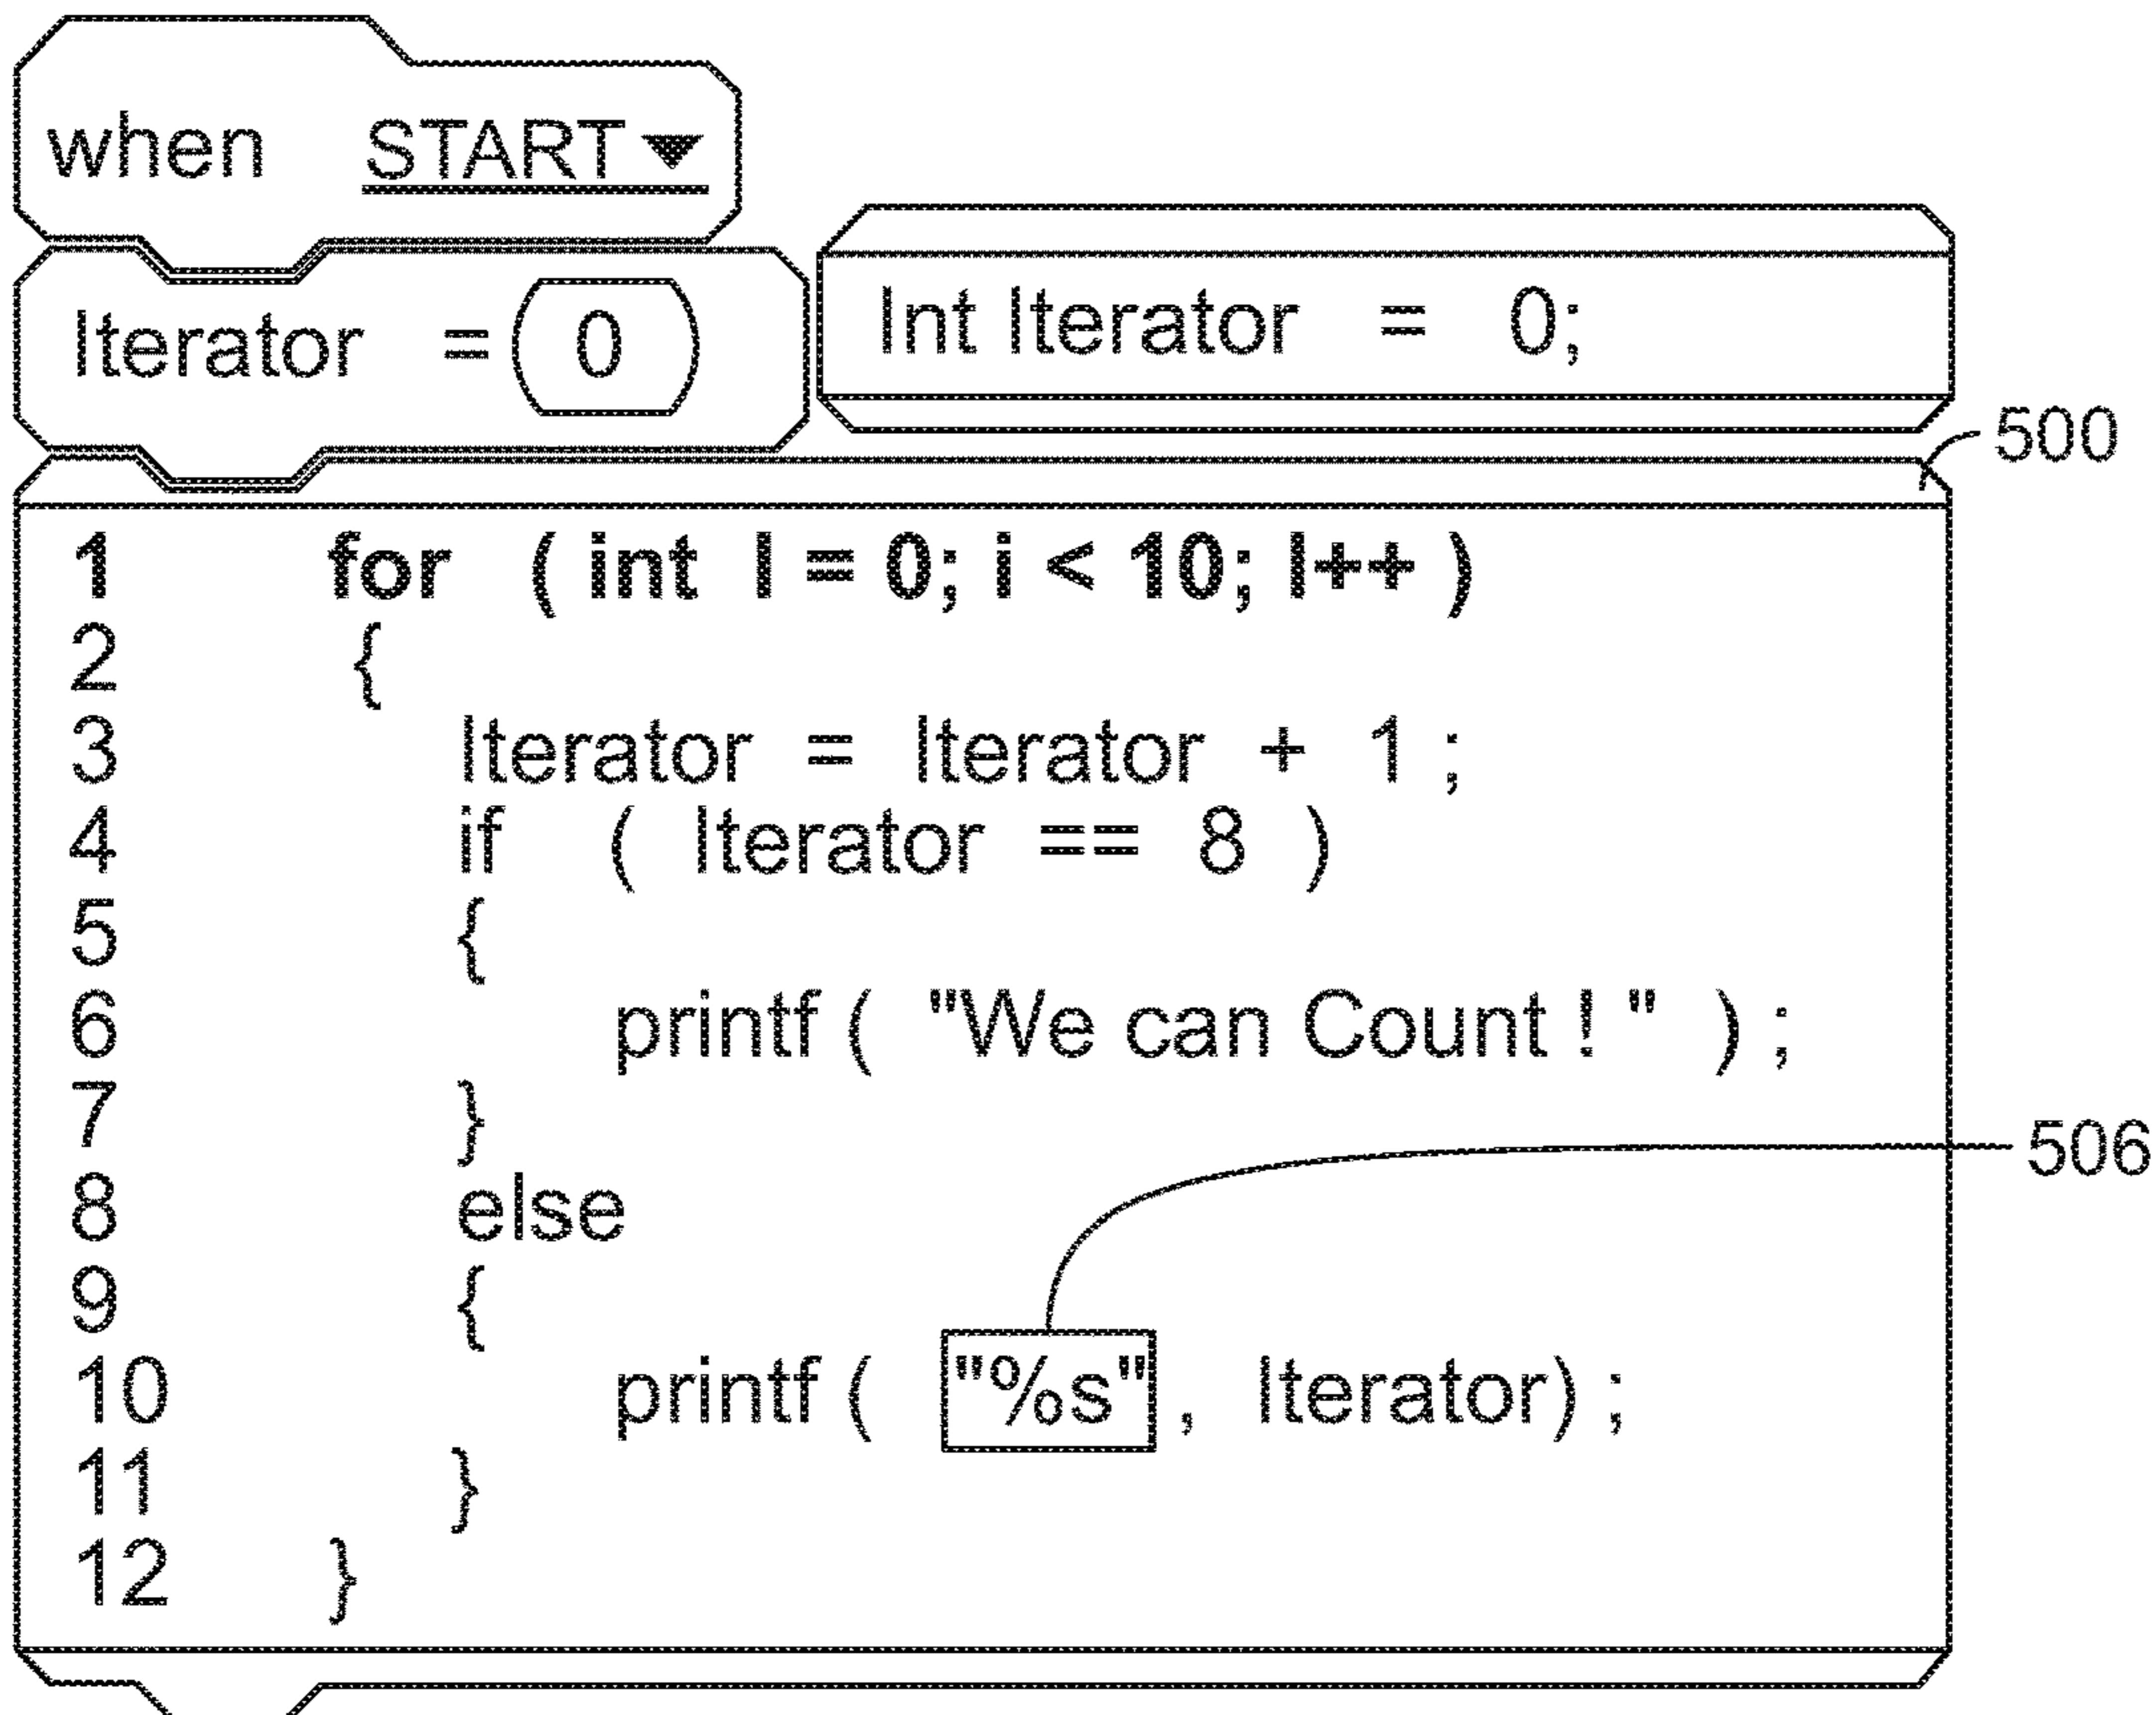 when START
Iterator = 0
Int Iterator = 0;
500
1 for ( int I = 0; i < 10; I++ )
2 {
3 Iterator = Iterator + 1 ;
4 if ( Iterator == 8 )
5 {
6 printf ( "We can Count ! " ) ;
7 }
506
8 else
9 {
10 printf ( "%s" , Iterator) ;
11 }
12 }